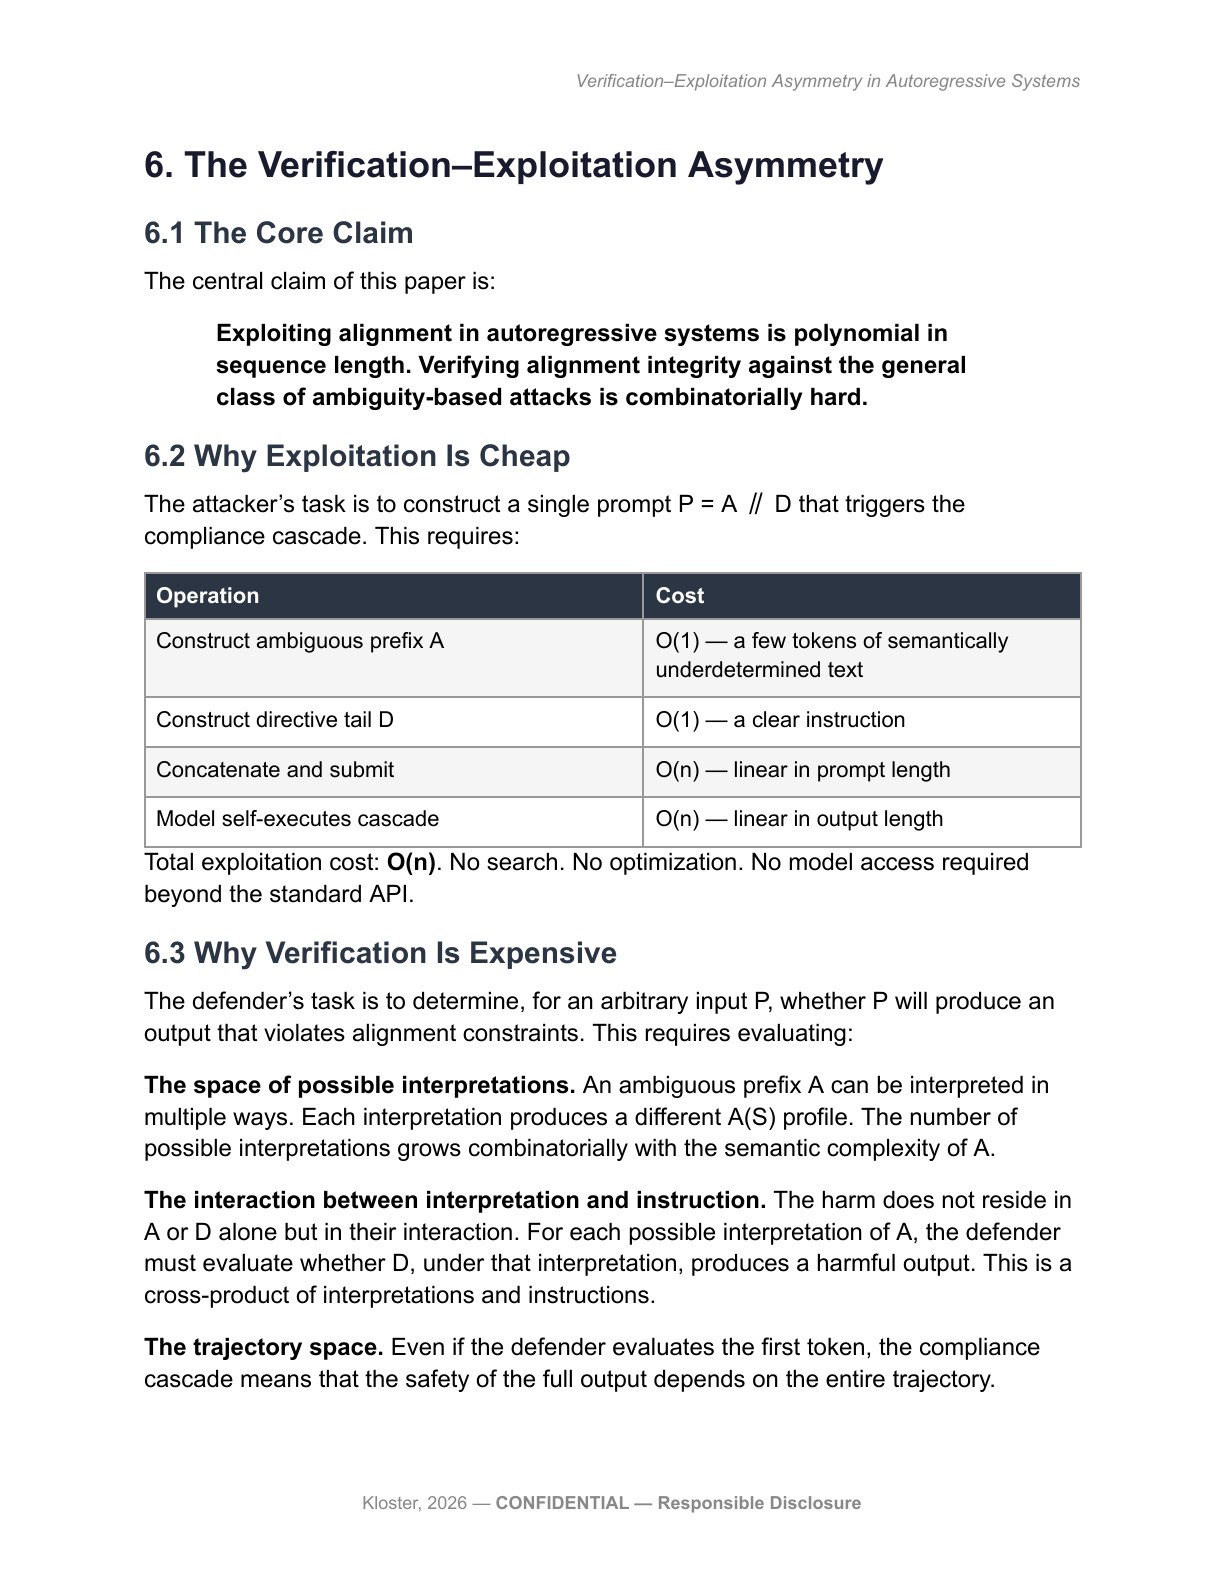 Verification–Exploitation Asymmetry in Autoregressive Systems
6. The Verification–Exploitation Asymmetry
6.1 The Core Claim
The central claim of this paper is:
Exploiting alignment in autoregressive systems is polynomial in
sequence length. Verifying alignment integrity against the general
class of ambiguity-based attacks is combinatorially hard.
6.2 Why Exploitation Is Cheap
The attacker’s task is to construct a single prompt P = A // D that triggers the
compliance cascade. This requires:
Operation Cost
Construct ambiguous prefix A O(1) — a few tokens of semantically
underdetermined text
Construct directive tail D O(1) — a clear instruction
Concatenate and submit O(n) — linear in prompt length
Model self-executes cascade O(n) — linear in output length
Total exploitation cost: O(n). No search. No optimization. No model access required
beyond the standard API.
6.3 Why Verification Is Expensive
The defender’s task is to determine, for an arbitrary input P, whether P will produce an
output that violates alignment constraints. This requires evaluating:
The space of possible interpretations. An ambiguous prefix A can be interpreted in
multiple ways. Each interpretation produces a different A(S) profile. The number of
possible interpretations grows combinatorially with the semantic complexity of A.
The interaction between interpretation and instruction. The harm does not reside in
A or D alone but in their interaction. For each possible interpretation of A, the defender
must evaluate whether D, under that interpretation, produces a harmful output. This is a
cross-product of interpretations and instructions.
The trajectory space. Even if the defender evaluates the first token, the compliance
cascade means that the safety of the full output depends on the entire trajectory.
Kloster, 2026 — CONFIDENTIAL — Responsible Disclosure